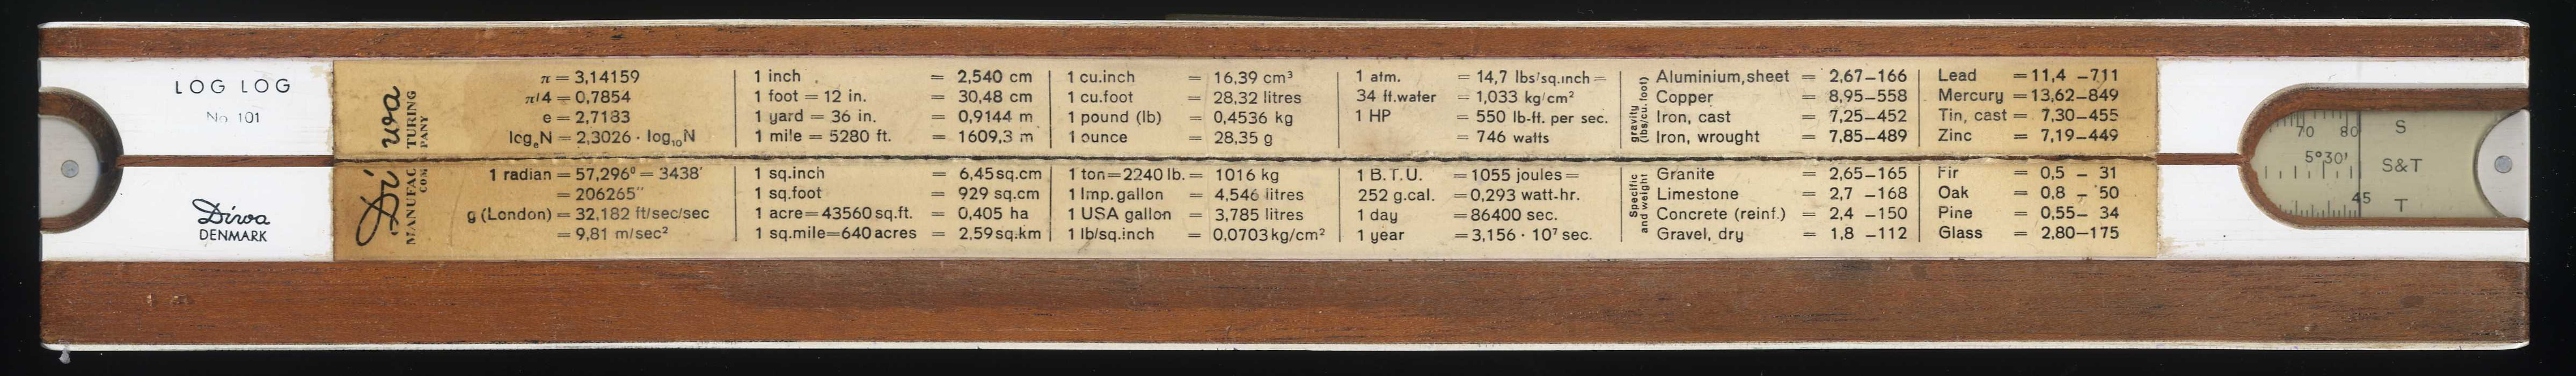 LOG LOG
No 101
Diwa
DENMARK
Diwa
MANUFACTURING
COMPANY
π = 3,14159
π/4 = 0,7854
e = 2,7183
logeN = 2,3026 · log10N
1 radian = 57,296⁰ = 3438'
= 206265"
g (London) = 32,182 ft/sec/sec
= 9,81 m/sec²
1 inch = 2,540 cm
1 foot = 12 in. = 30,48 cm
1 yard = 36 in. = 0,9144 m
1 mile = 5280 ft. = 1609,3 m
1 sq.inch = 6,45 sq.cm
1 sq.foot = 929 sq.cm
1 acre = 43560 sq.ft. = 0,405 ha
1 sq.mile = 640 acres = 2,59 sq.km
1 cu.inch = 16,39 cm³
1 cu.foot = 28,32 litres
1 pound (lb) = 0,4536 kg
1 ounce = 28,35 g
1 ton = 2240 lb. = 1016 kg
1 Imp. gallon = 4,546 litres
1 USA gallon = 3,785 litres
1 lb/sq.inch = 0,0703 kg/cm²
1 atm. = 14,7 lbs/sq.inch =
34 ft.water = 1,033 kg/cm²
1 HP = 550 lb-ft. per sec.
= 746 watts
1 B.T.U. = 1055 joules =
252 g.cal. = 0,293 watt-hr.
1 day = 86400 sec.
1 year = 3,156 · 10⁷ sec.
Specific gravity
and weight (lbs/cu.foot)
Aluminium, sheet = 2,67–166
Copper = 8,95–558
Iron, cast = 7,25–452
Iron, wrought = 7,85–489
Granite = 2,65–165
Limestone = 2,7 –168
Concrete (reinf.) = 2,4 –150
Gravel, dry = 1,8 –112
Lead = 11,4 –711
Mercury = 13,62–849
Tin, cast = 7,30–455
Zinc = 7,19–449
Fir = 0,5 – 31
Oak = 0,8 – 50
Pine = 0,55– 34
Glass = 2,80–175
70 80 S
5°30' S&T
45 T